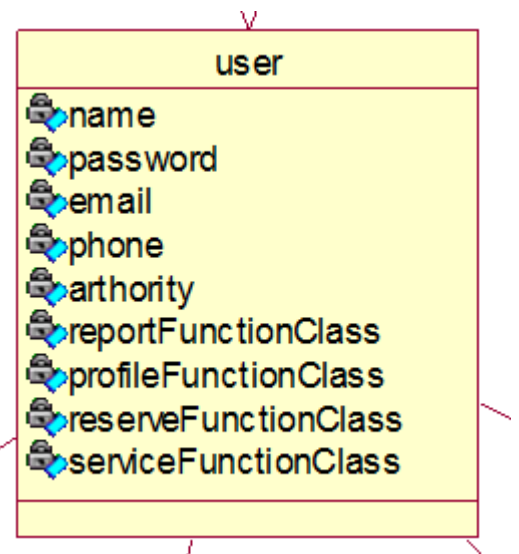 user
name
password
email
phone
arthority
reportFunctionClass
profileFunctionClass
reserveFunctionClass
serviceFunctionClass